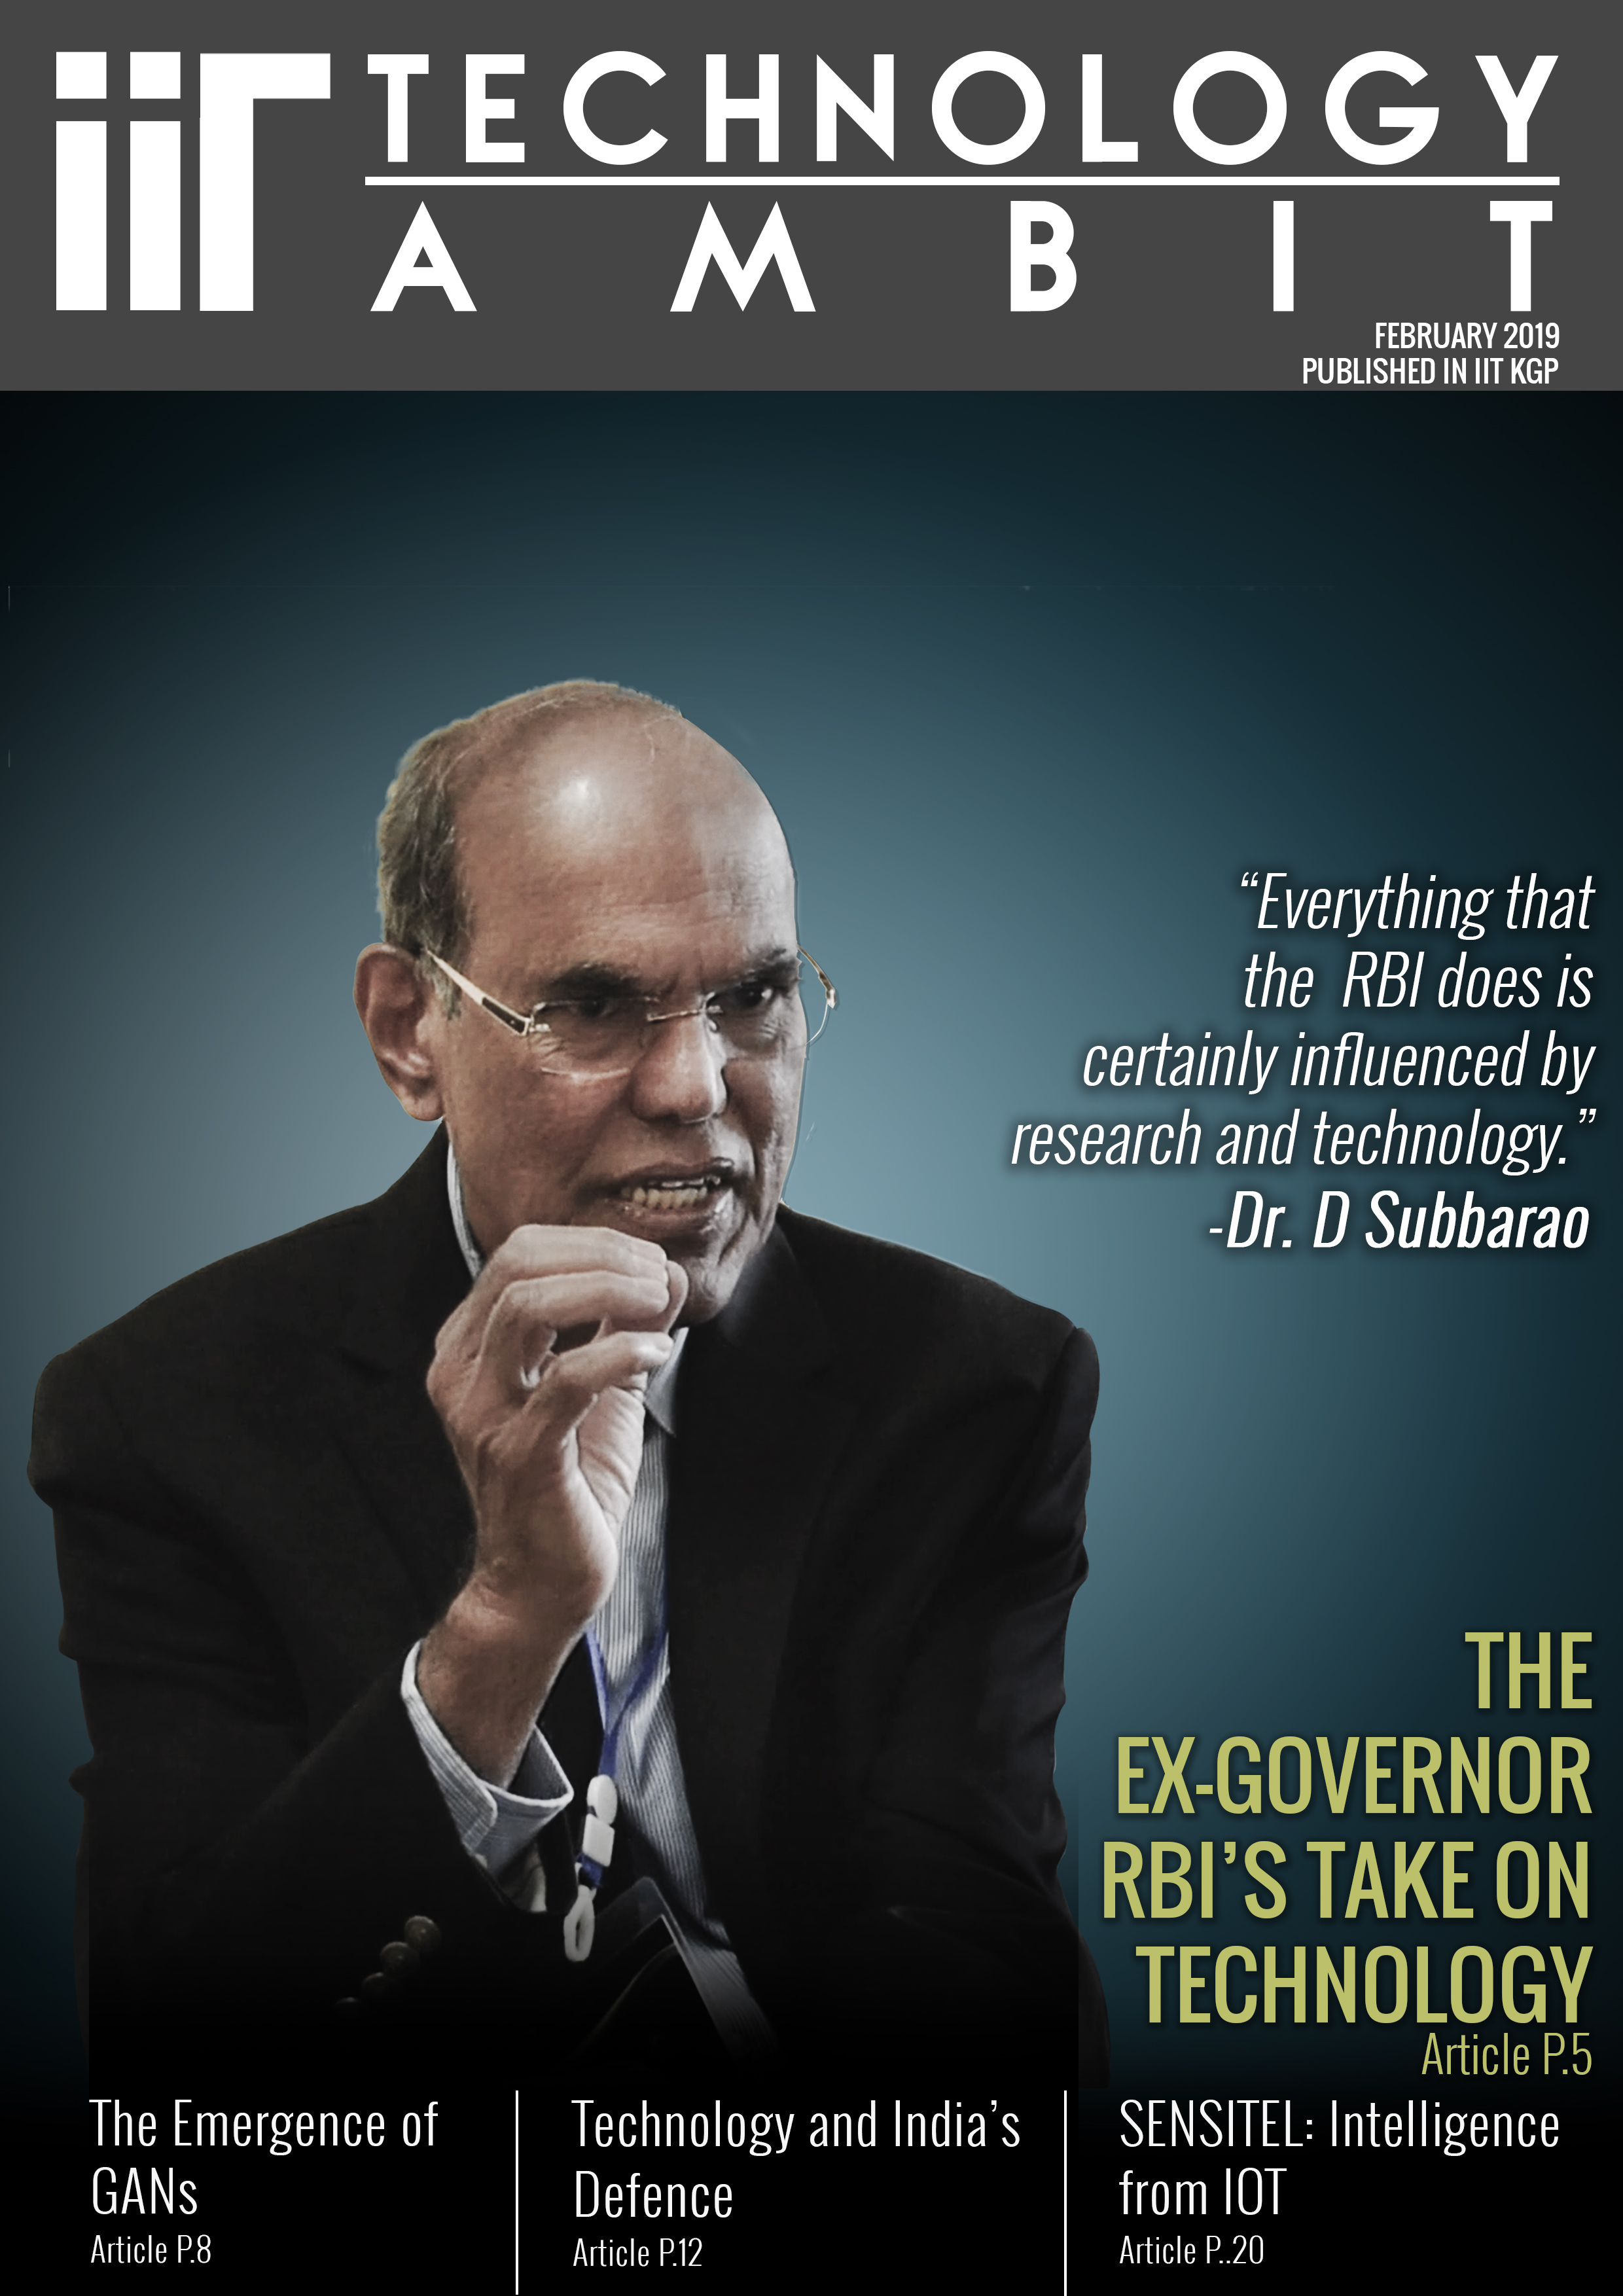 iiT TECHNOLOGY
AMBIT
FEBRUARY 2019
PUBLISHED IN IIT KGP
“Everything that
the RBI does is
certainly influenced by
research and technology.”
-Dr. D Subbarao
THE
EX-GOVERNOR
RBI’S TAKE ON
TECHNOLOGY
Article P.5
The Emergence of
GANs
Article P.8
Technology and India’s
Defence
Article P.12
SENSITEL: Intelligence
from IOT
Article P..20